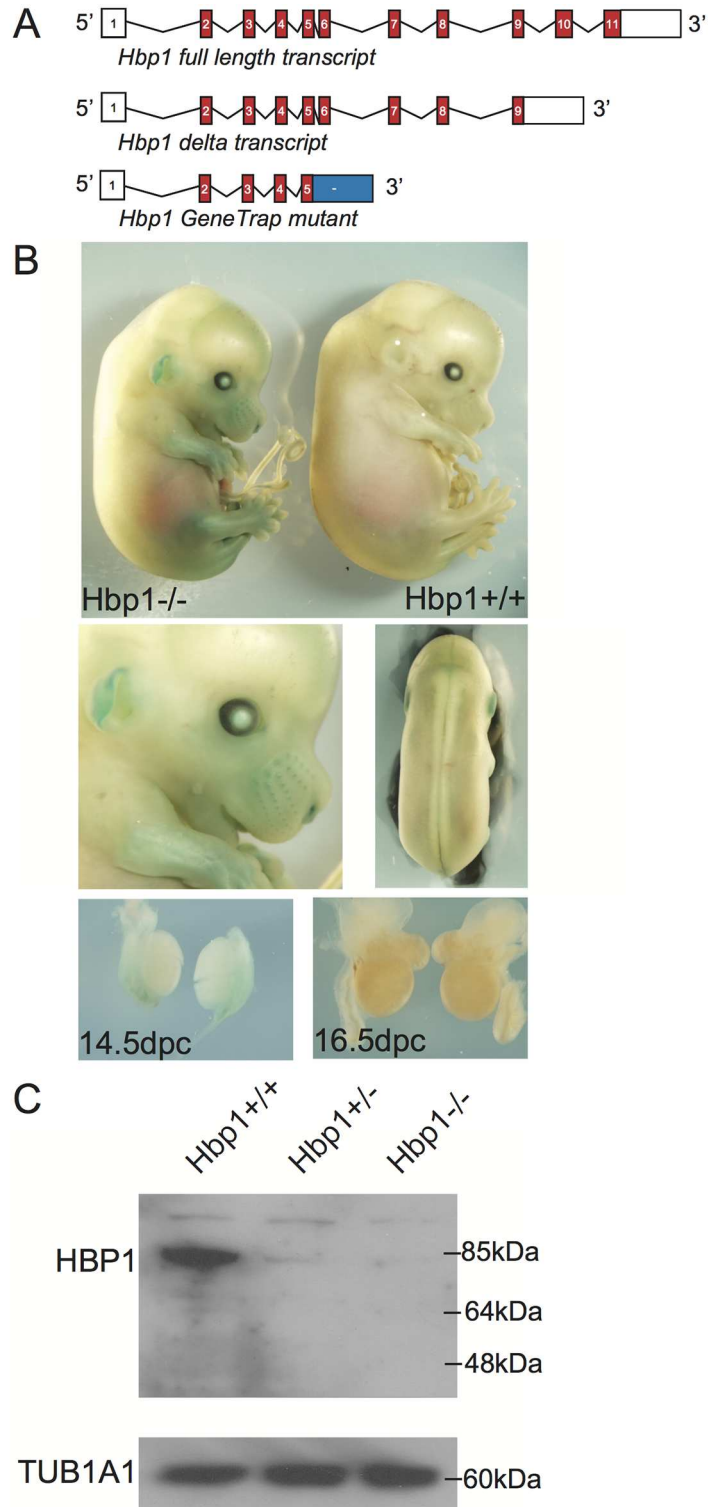 A
5’ 1 2 3 4 5 6 7 8 9 10 11 3’
Hbp1 full length transcript
5’ 1 2 3 4 5 6 7 8 9 3’
Hbp1 delta transcript
5’ 1 2 3 4 5 - 3’
Hbp1 GeneTrap mutant
B
Hbp1-/- Hbp1+/+
14.5dpc 16.5dpc
C
Hbp1+/+ Hbp1+/- Hbp1-/-
HBP1 85kDa
64kDa
48kDa
TUB1A1 60kDa